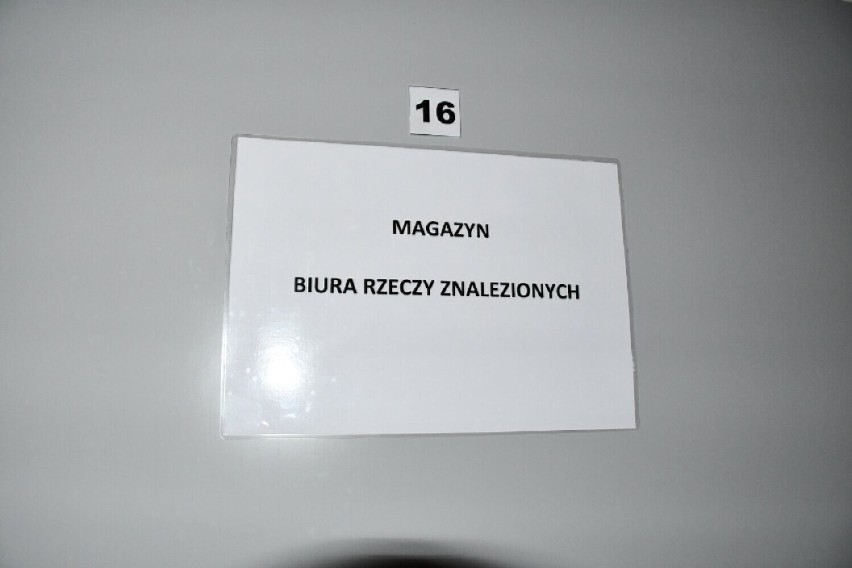 16
MAGAZYN
BIURA RZECZY ZNALEZIONYCH